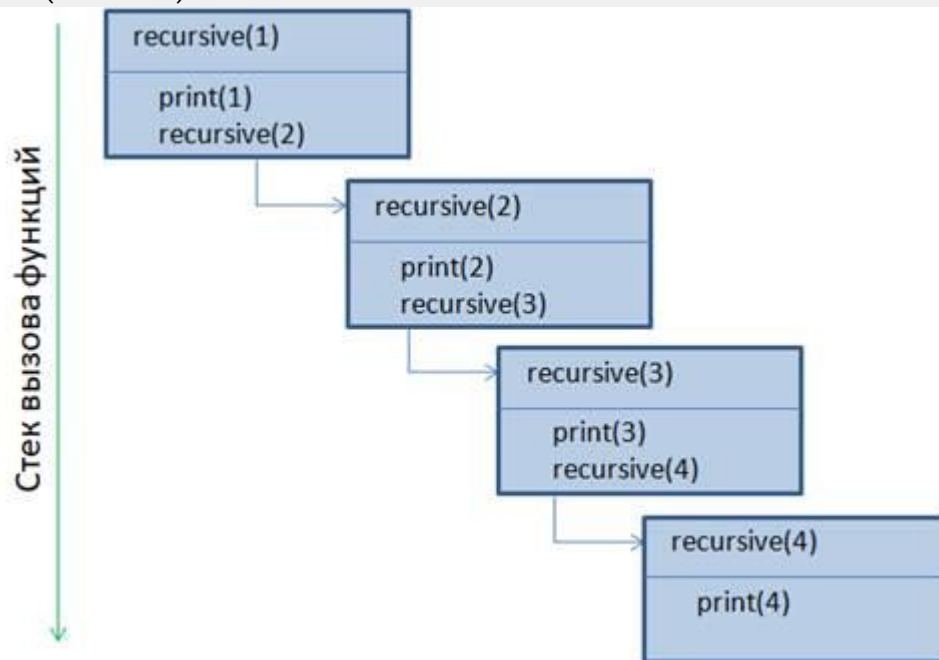 recursive(1)
print(1)
recursive(2)
recursive(2)
print(2)
recursive(3)
recursive(3)
print(3)
recursive(4)
recursive(4)
print(4)
Стек вызова функций